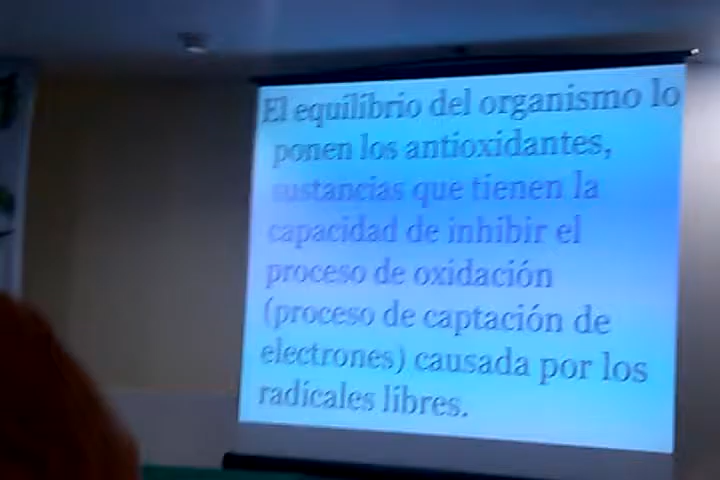 El equilibrio del organismo lo
ponen los antioxidantes,
sustancias que tienen la
capacidad de inhibir el
proceso de oxidación
(proceso de captación de
electrones) causada por los
radicales libres.